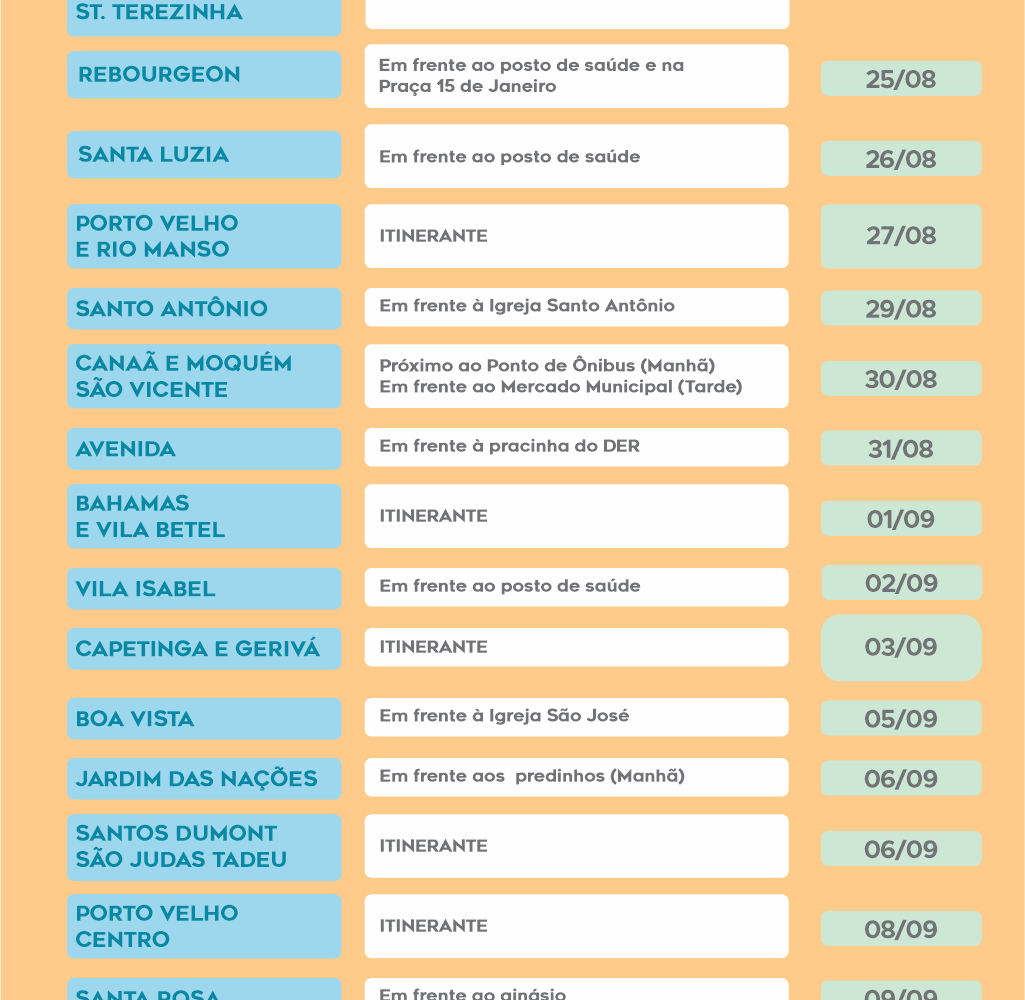 ST. TEREZINHA
REBOURGEON
Em frente ao posto de saúde e na
Praça 15 de Janeiro
25/08
SANTA LUZIA
Em frente ao posto de saúde
26/08
PORTO VELHO
E RIO MANSO
ITINERANTE
27/08
SANTO ANTÔNIO
Em frente à Igreja Santo Antônio
29/08
CANAÃ E MOQUÉM
SÃO VICENTE
Próximo ao Ponto de Ônibus (Manhã)
Em frente ao Mercado Municipal (Tarde)
30/08
AVENIDA
Em frente à pracinha do DER
31/08
BAHAMAS
E VILA BETEL
ITINERANTE
01/09
VILA ISABEL
Em frente ao posto de saúde
02/09
CAPETINGA E GERIVÁ
ITINERANTE
03/09
BOA VISTA
Em frente à Igreja São José
05/09
JARDIM DAS NAÇÕES
Em frente aos predinhos (Manhã)
06/09
SANTOS DUMONT
SÃO JUDAS TADEU
ITINERANTE
06/09
PORTO VELHO
CENTRO
ITINERANTE
08/09
SANTA ROSA
Em frente ao ginásio
09/09